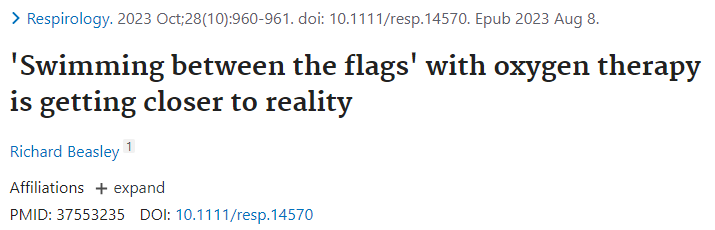 Respirology. 2023 Oct;28(10):960-961. doi: 10.1111/resp.14570. Epub 2023 Aug 8.
'Swimming between the flags' with oxygen therapy
is getting closer to reality
Richard Beasley 1
Affiliations + expand
PMID: 37553235 DOI: 10.1111/resp.14570